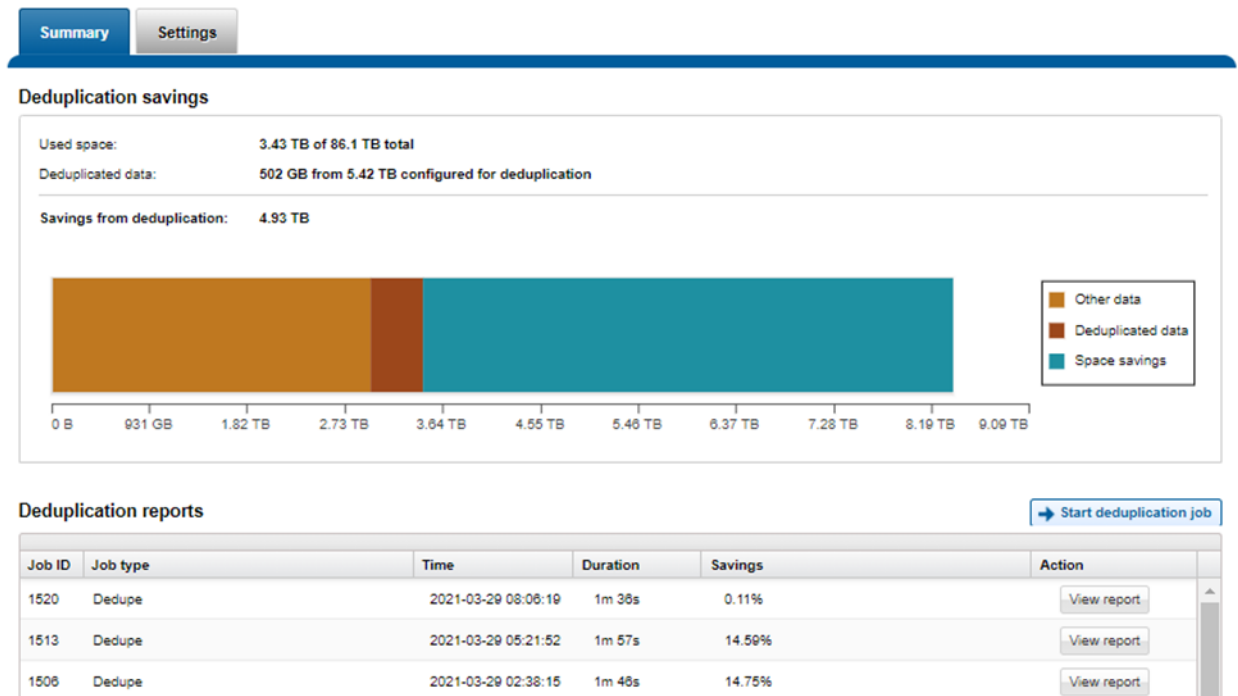 Summary Settings
Deduplication savings
Used space: 3.43 TB of 86.1 TB total
Deduplicated data: 502 GB from 5.42 TB configured for deduplication
Savings from deduplication: 4.93 TB
Other data
Deduplicated data
Space savings
0 B 931 GB 1.82 TB 2.73 TB 3.64 TB 4.55 TB 5.46 TB 6.37 TB 7.28 TB 8.19 TB 9.09 TB
Deduplication reports Start deduplication job
Job ID Job type Time Duration Savings Action
1520 Dedupe 2021-03-29 08:06:19 1m 36s 0.11% View report
1513 Dedupe 2021-03-29 05:21:52 1m 57s 14.59% View report
1506 Dedupe 2021-03-29 02:38:15 1m 46s 14.75% View report